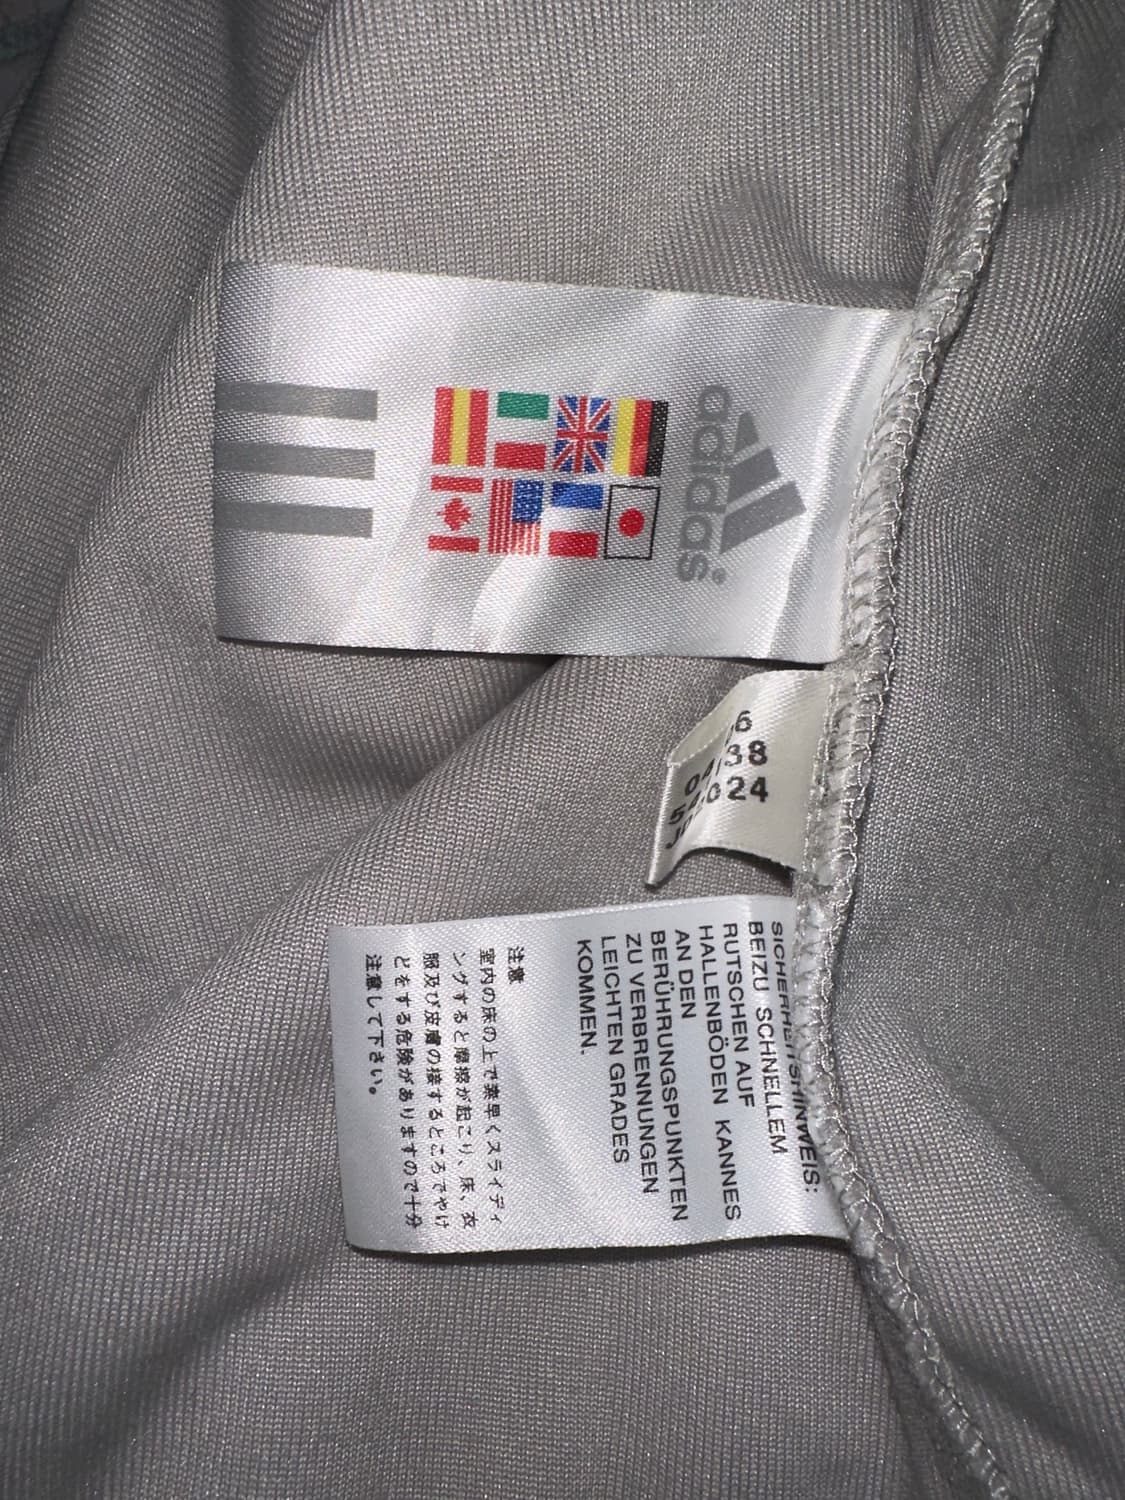 adidas®
6
38
024
SICHERHEITSHINWEIS:
BEIZU SCHNELLEM
RUTSCHEN AUF
HALLENBÖDEN KANNES
AN DEN
BERÜHRUNGSPUNKTEN
ZU VERBRENNUNGEN
LEICHTEN GRADES
KOMMEN.
注意
室内の床の上で素早くスライディ
ングすると摩擦が起こり、床、衣
服及び皮膚の接するところでやけ
どをする危険がありますので十分
注意して下さい。